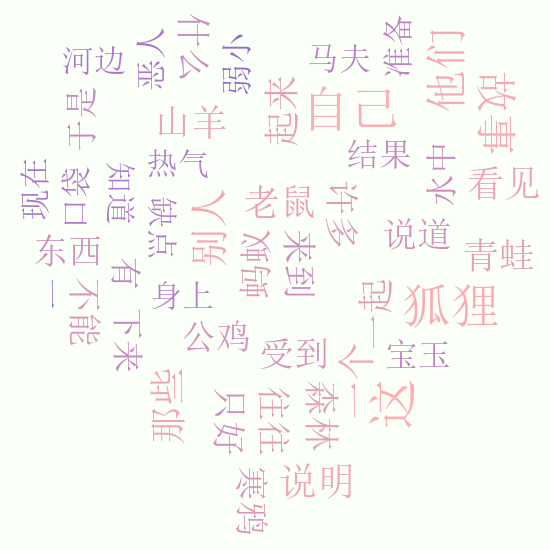 什么
恶人
弱小
马夫
准备
他们
河边
故事
于是
山羊
起来
自己
结果
水中
看见
现在
口袋
知道
热气
缺点
别人
老鼠
许多
说道
青蛙
东西
蚂蚁
倒来
一
不能
有
下来
身上
一起
狐狸
公鸡
受到
一个
宝玉
这
那些
只好
往往
森林
寒鸦
说明